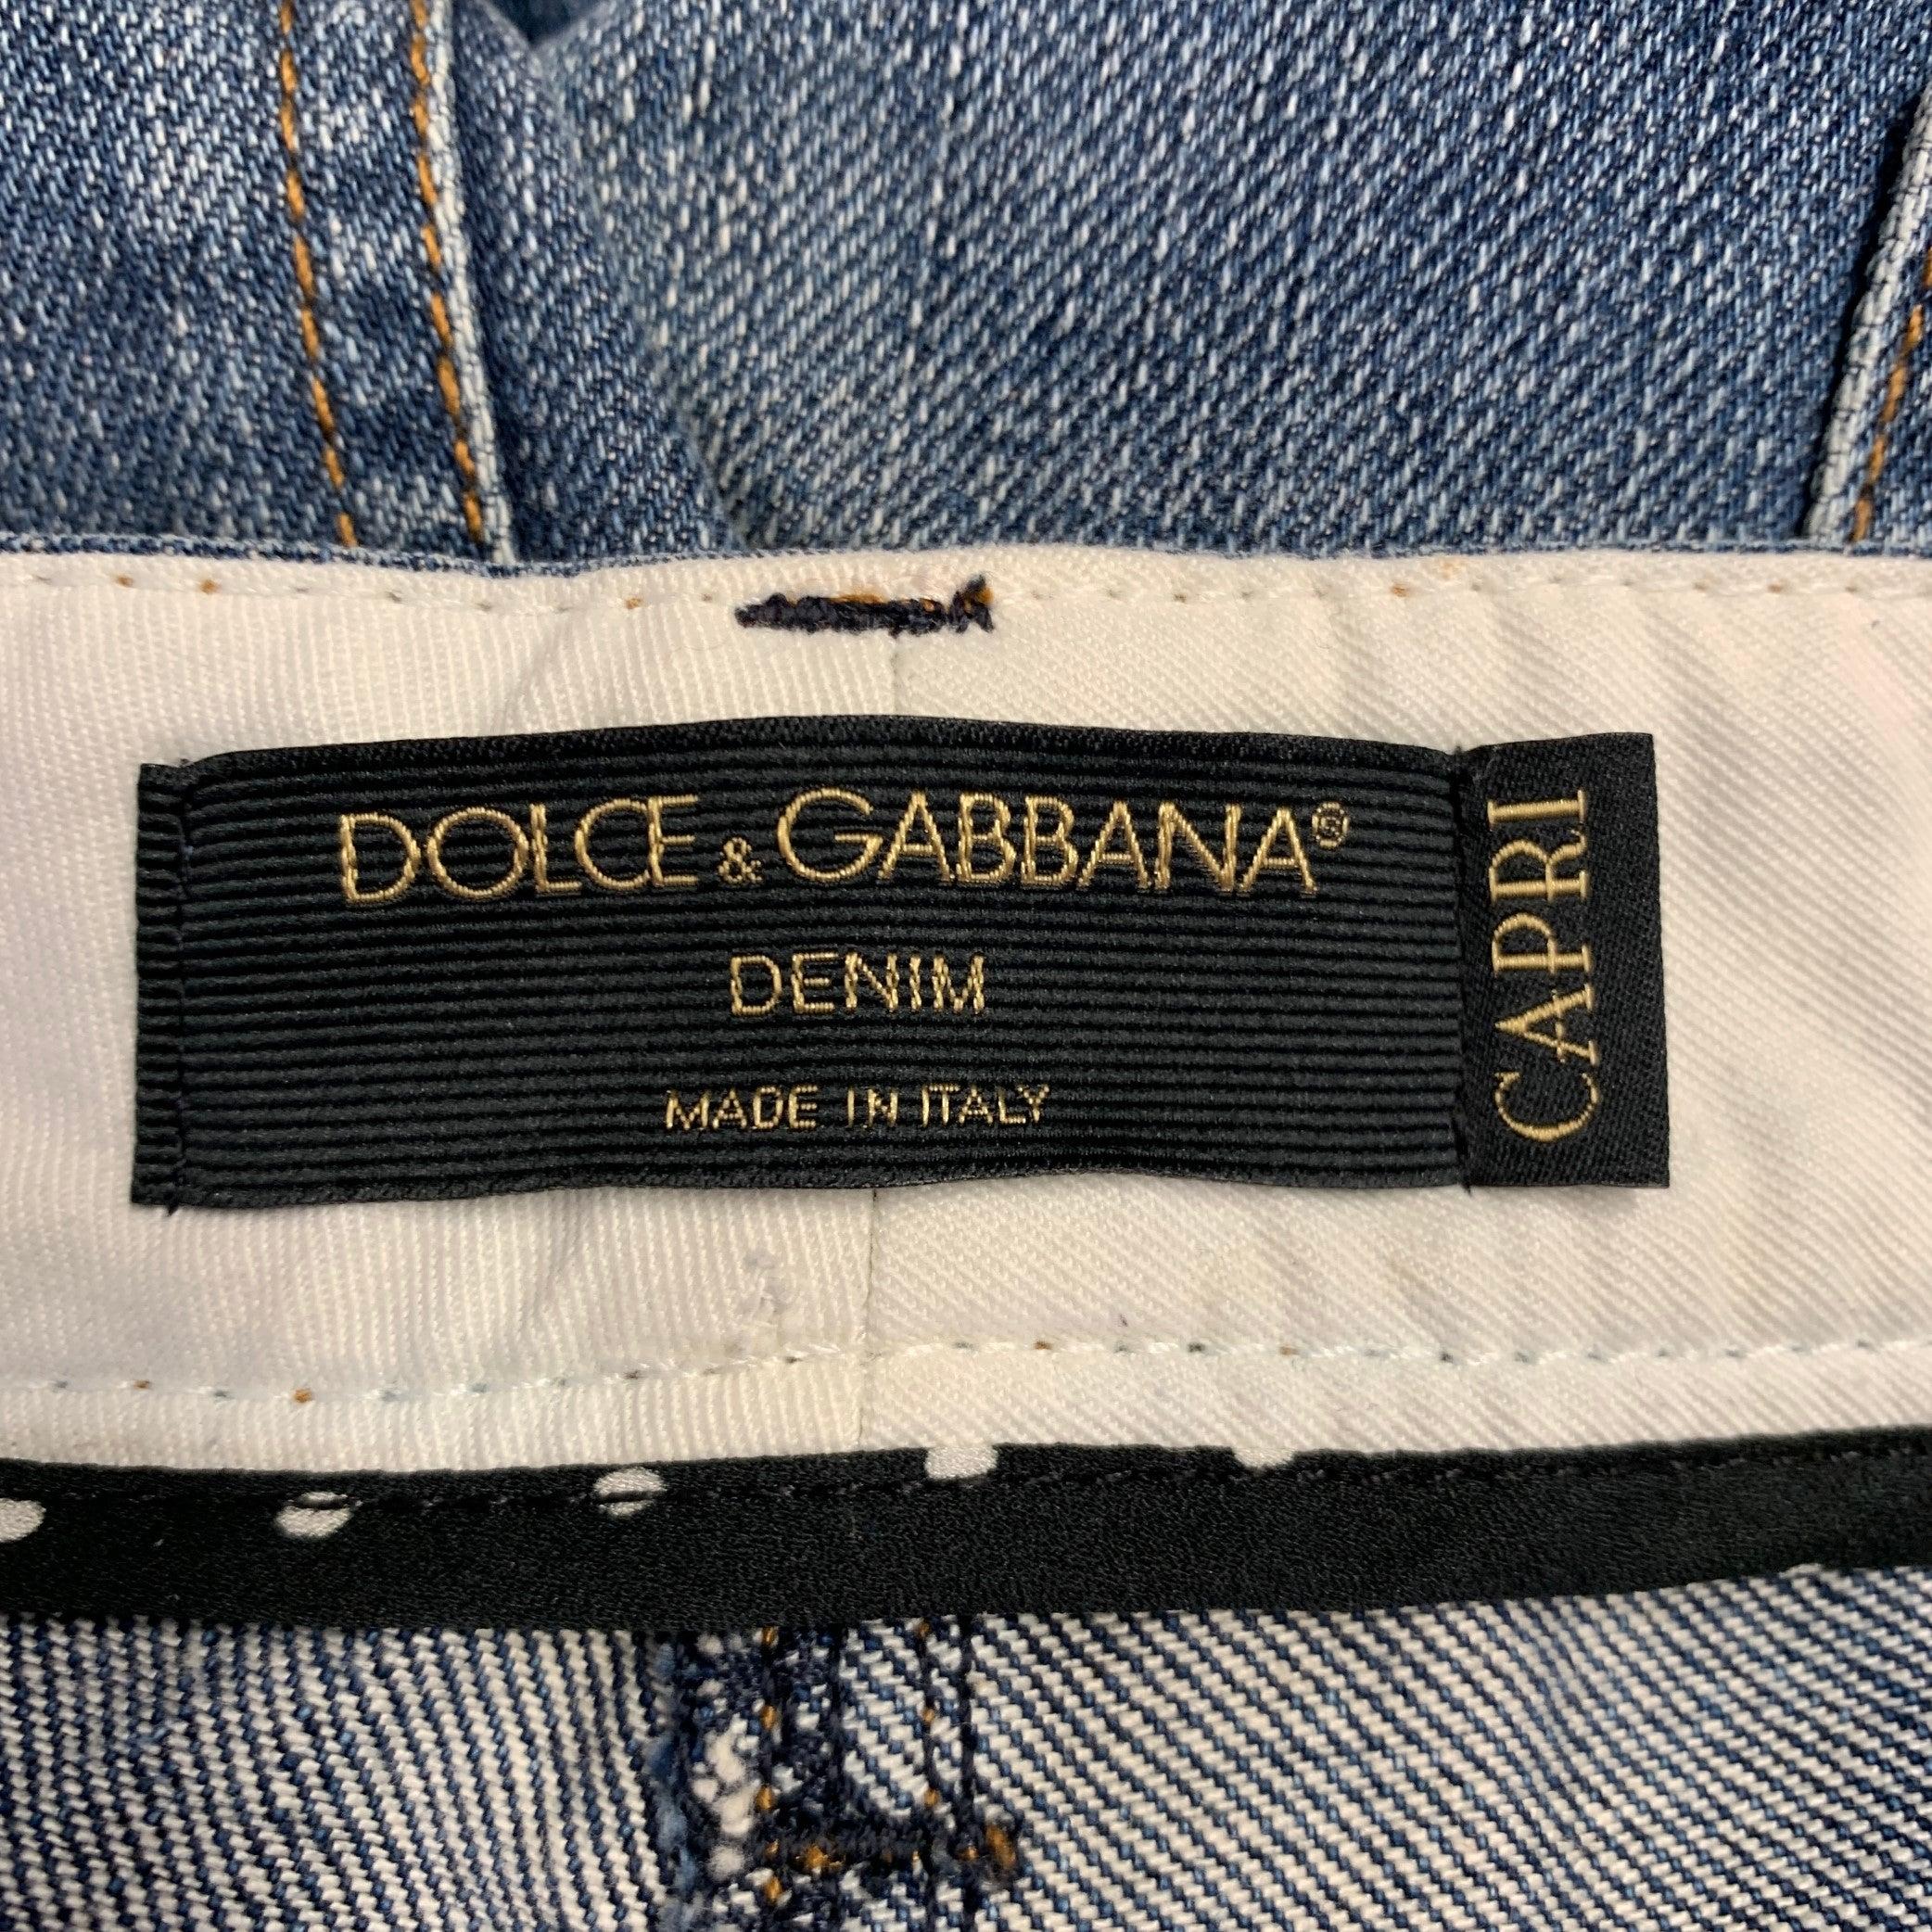 DOLCE & GABBANA®
DENIM
MADE IN ITALY
CAPRI